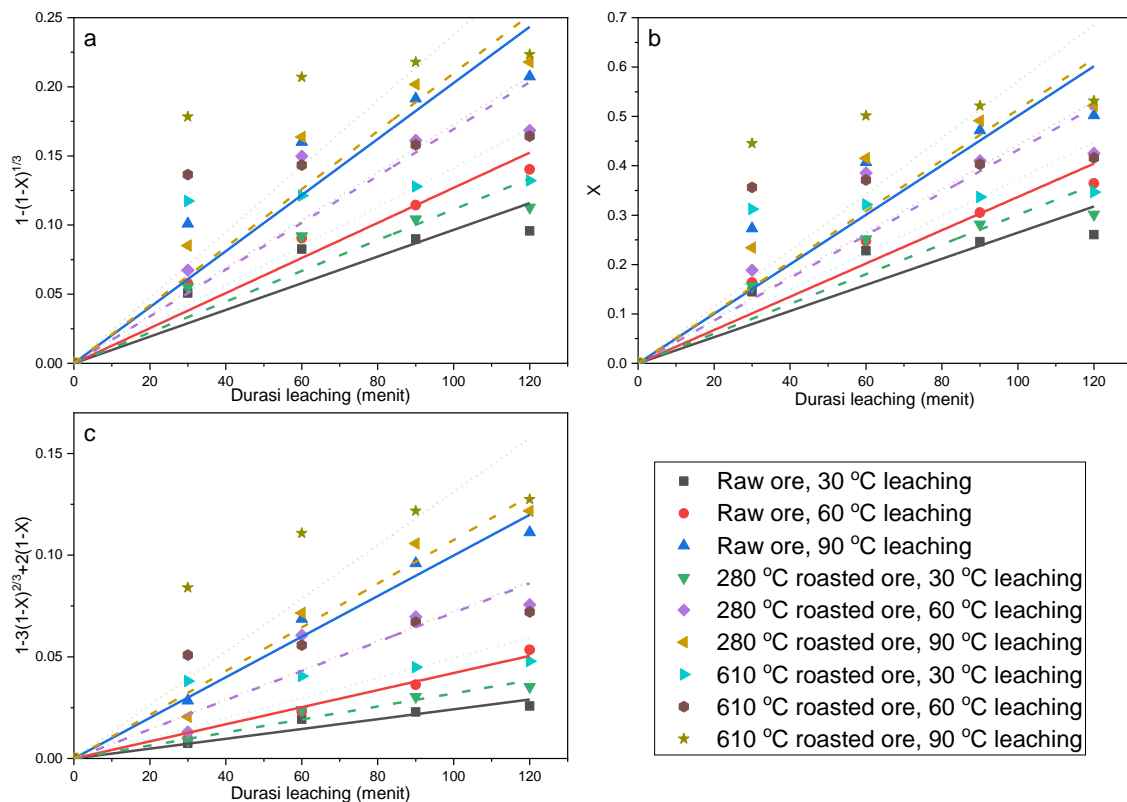 a
0.25
0.20
0.15
0.10
0.05
0.00
1-(1-X)^1/3
0 20 40 60 80 100 120
Durasi leaching (menit)
b
0.7
0.6
0.5
0.4
0.3
0.2
0.1
0.0
X
0 20 40 60 80 100 120
Durasi leaching (menit)
c
0.15
0.10
0.05
0.00
1-3(1-X)^2/3+2(1-X)
0 20 40 60 80 100 120
Durasi leaching (menit)
Raw ore, 30 °C leaching
Raw ore, 60 °C leaching
Raw ore, 90 °C leaching
280 °C roasted ore, 30 °C leaching
280 °C roasted ore, 60 °C leaching
280 °C roasted ore, 90 °C leaching
610 °C roasted ore, 30 °C leaching
610 °C roasted ore, 60 °C leaching
610 °C roasted ore, 90 °C leaching